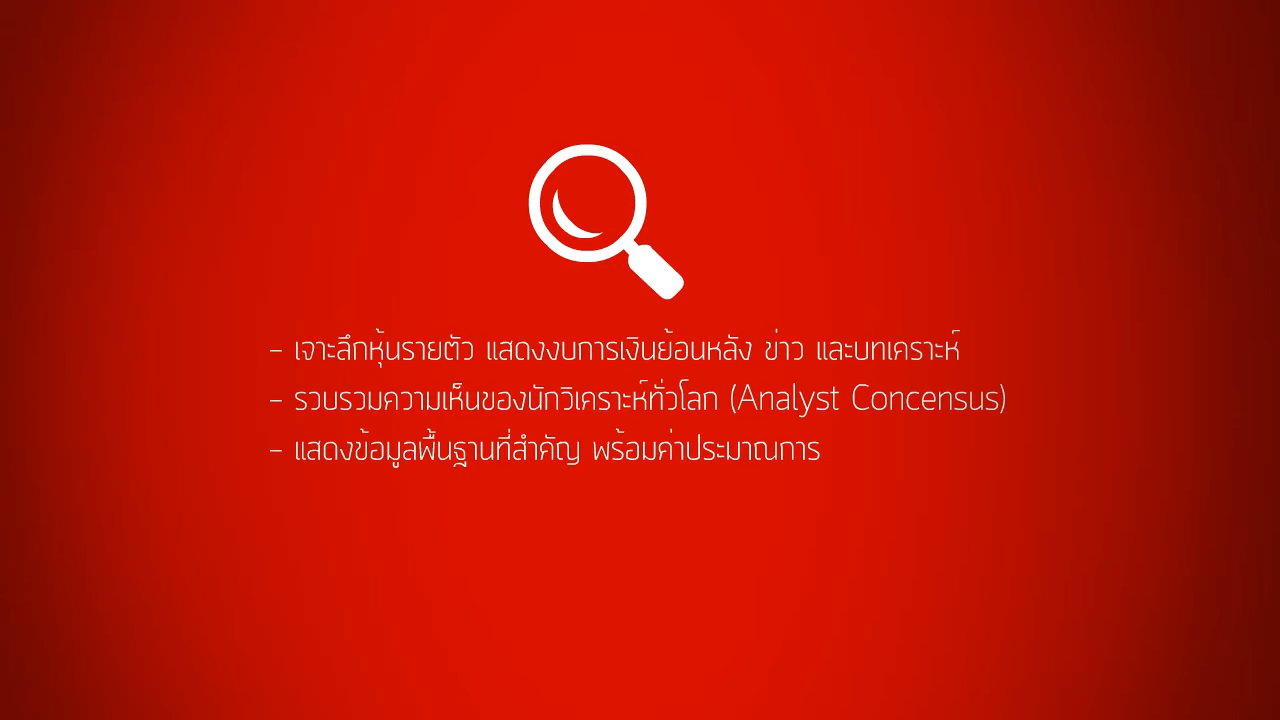 – เจาะลึกหุ้นรายตัว แสดงงบการเงินย้อนหลัง ข่าว และบทเคราะห์
– รวบรวมความเห็นของนักวิเคราะห์ทั่วโลก (Analyst Concensus)
– แสดงข้อมูลพื้นฐานที่สำคัญ พร้อมค่าประมาณการ